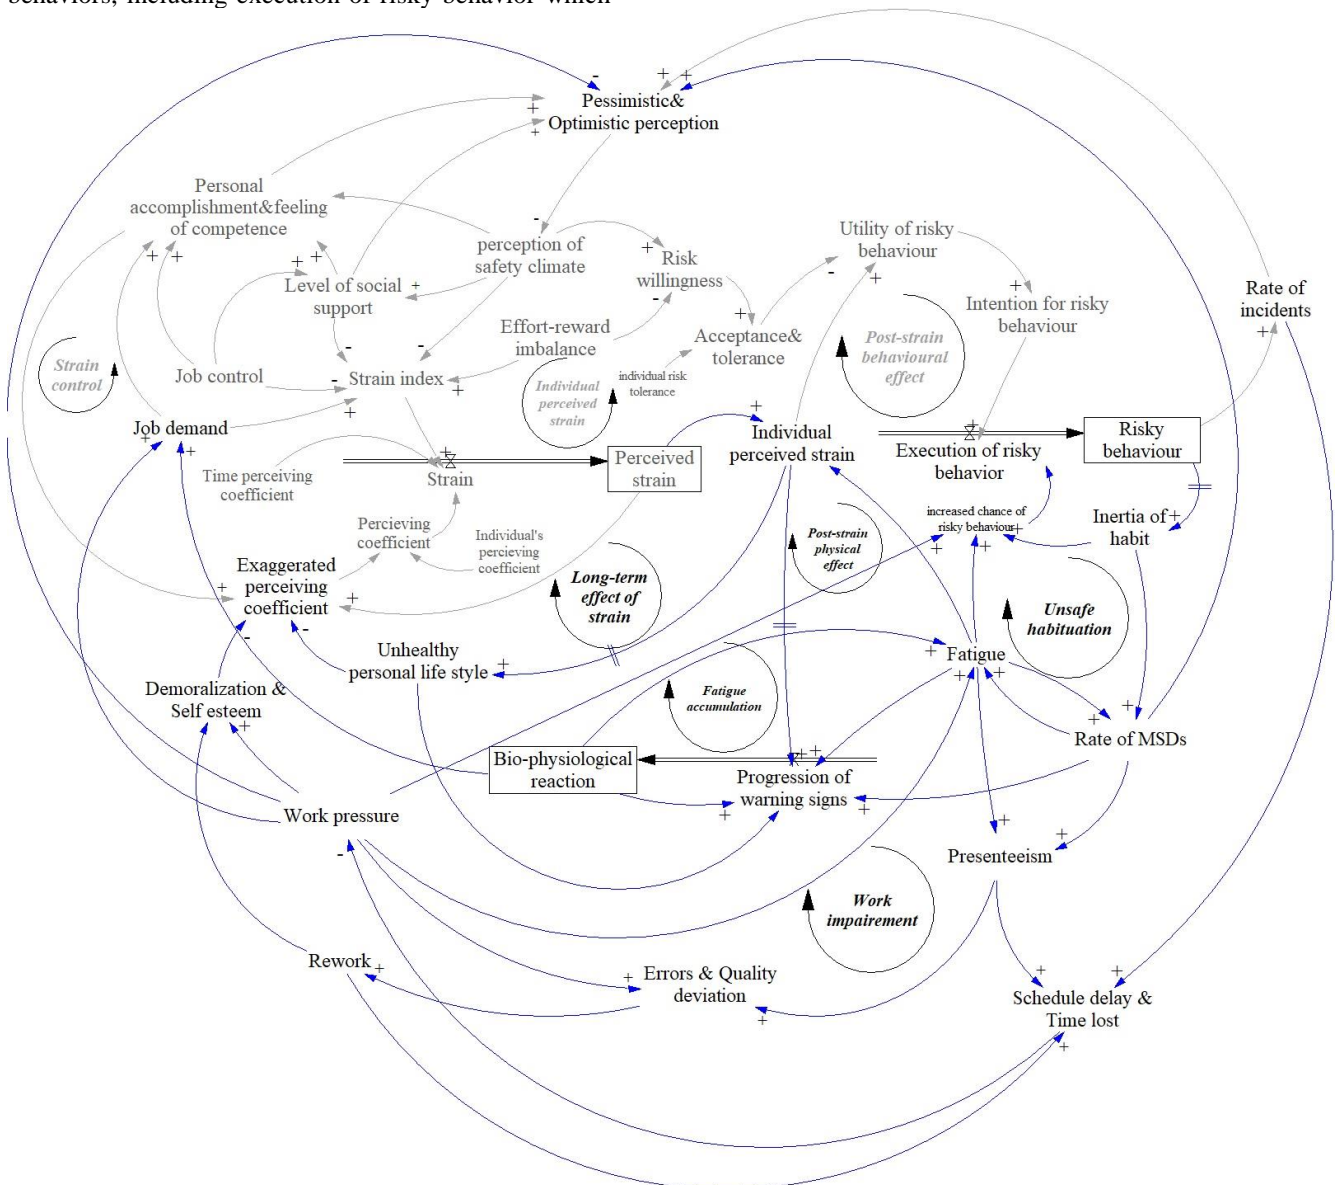 behaviors, including execution of risky behavior which
-
+
+
Pessimistic&
Optimistic perception
+
+
Personal
accomplishment&feeling
of competence
-
perception of
safety climate
Utility of risky
behaviour
+
Risk
willingness
-
+
+
+
+
+
Level of social
support
+
-
+
+
Intention for risky
behaviour
Rate of
incidents
+
Effort-reward
imbalance
+
Acceptance&
tolerance
Post-strain
behavioural
effect
Strain
control
-
-
Job control
-
Strain index
+
+
Individual
perceived
strain
individual risk
tolerance
Job demand
+
+
+
Individual
perceived strain
+
Execution of risky
behavior
Risky
behaviour
Time perceiving
coefficient
+
Strain
Perceived
strain
Percieving
coefficient
Individual's
percieving
coefficient
Post-strain
physical
effect
increased chance of
risky behaviour
+
+
+
Inertia of
habit
+
Exaggerated
perceiving
coefficient
+
+
-
-
Long-term
effect of
strain
Unsafe
habituation
Unhealthy
personal life style
+
+
Fatigue
+
+
Demoralization &
Self esteem
+
Fatigue
accumulation
+
+
Rate of MSDs
Bio-physiological
reaction
+
+
Progression of
warning signs
+
+
Work pressure
-
+
+
Presenteeism
Work
impairement
Rework
+
+
Errors & Quality
deviation
+
+
+
Schedule delay &
Time lost
+